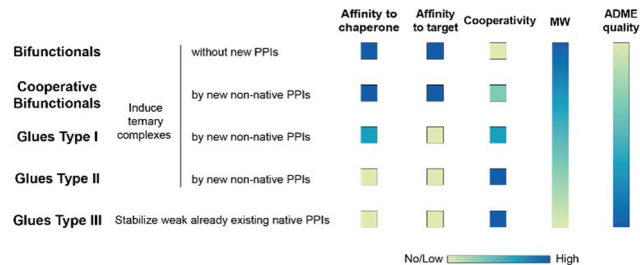 Affinity to chaperone
Affinity to target
Cooperativity
MW
ADME quality
Bifunctionals
without new PPIs
Cooperative Bifunctionals
by new non-native PPIs
Induce ternary complexes
Glues Type I
by new non-native PPIs
Glues Type II
by new non-native PPIs
Glues Type III
Stabilize weak already existing native PPIs
No/Low
High